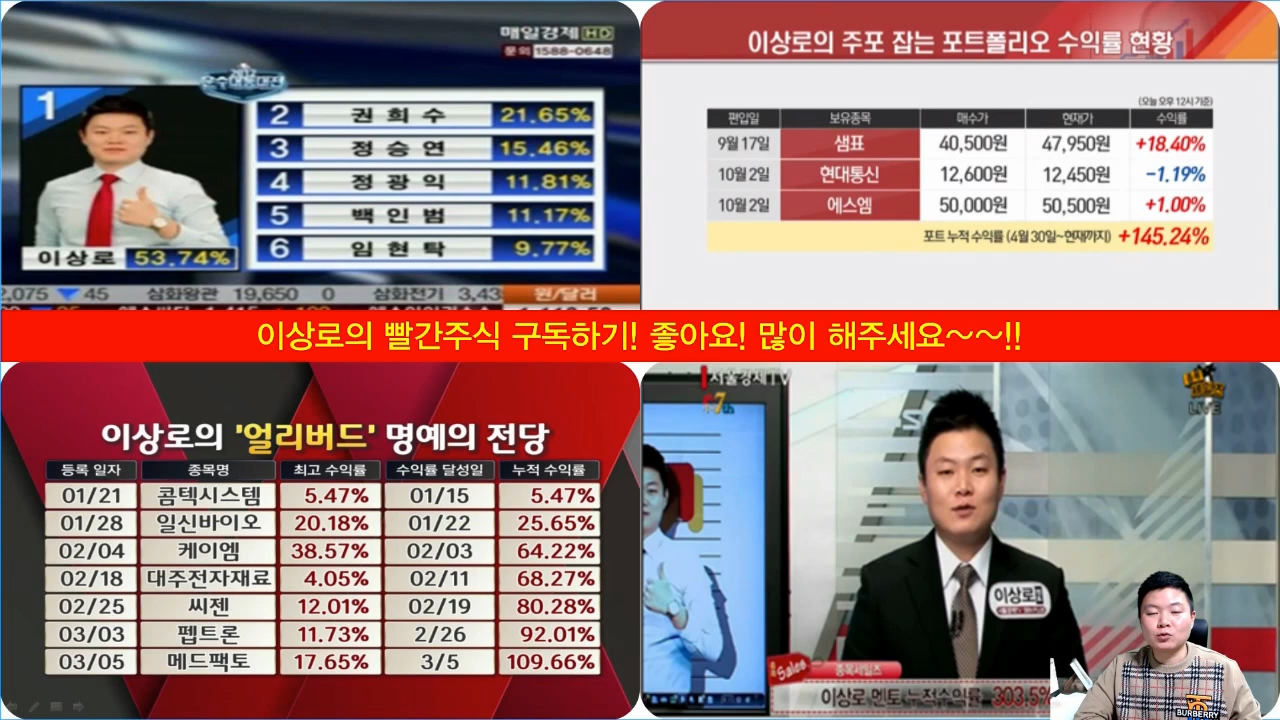 매일경제 HD
문의 1588-0648
1
이상로 53.74%
2 권희수 21.65%
3 정승연 15.46%
4 정광익 11.81%
5 백인범 11.17%
6 임현탁 9.77%
2,075 ▼ 45 삼화왕관 19,650 0 삼화전기 3,43
원/달러
이상로의 주포 잡는 포트폴리오 수익률 현황
(오늘 오후 12시 기준)
편입일 보유종목 매수가 현재가 수익률
9월 17일 샘표 40,500원 47,950원 +18.40%
10월 2일 현대통신 12,600원 12,450원 -1.19%
10월 2일 에스엠 50,000원 50,500원 +1.00%
포트 누적 수익률 (4월 30일~현재까지) +145.24%
이상로의 빨간주식 구독하기! 좋아요! 많이 해주세요~~!!
이상로의 '얼리버드' 명예의 전당
등록 일자 종목명 최고 수익률 수익률 달성일 누적 수익률
01/21 콤텍시스템 5.47% 01/15 5.47%
01/28 일신바이오 20.18% 01/22 25.65%
02/04 케이엠 38.57% 02/03 64.22%
02/18 대주전자재료 4.05% 02/11 68.27%
02/25 씨젠 12.01% 02/19 80.28%
03/03 펩트론 11.73% 2/26 92.01%
03/05 메드팩토 17.65% 3/5 109.66%
서울경제TV
7th
LIVE
이상로
Sales
종목세일즈
이상로 멘토 누적수익률 303.5%
BURBERRY